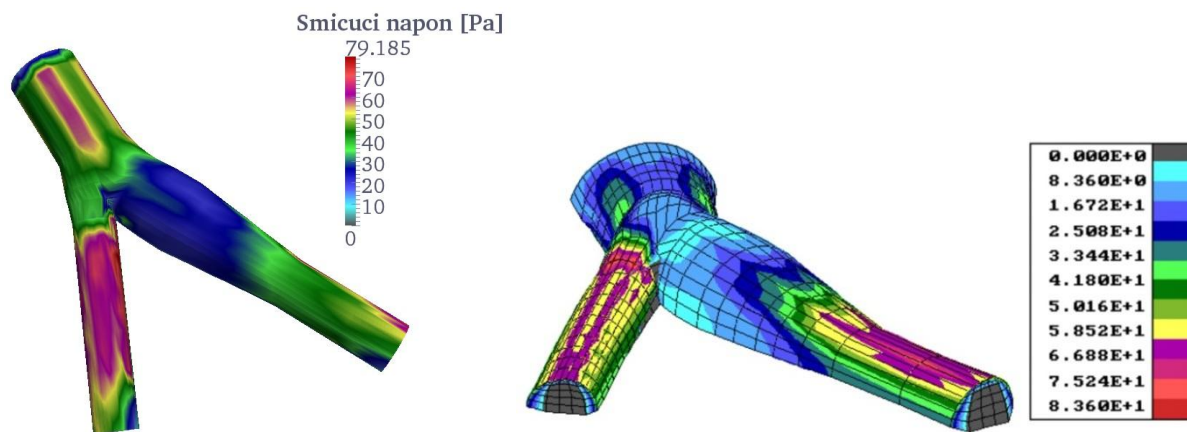 Smicuci napon [Pa]
79.185
70
60
50
40
30
20
10
0
0.000E+0
8.360E+0
1.672E+1
2.508E+1
3.344E+1
4.180E+1
5.016E+1
5.852E+1
6.688E+1
7.524E+1
8.360E+1